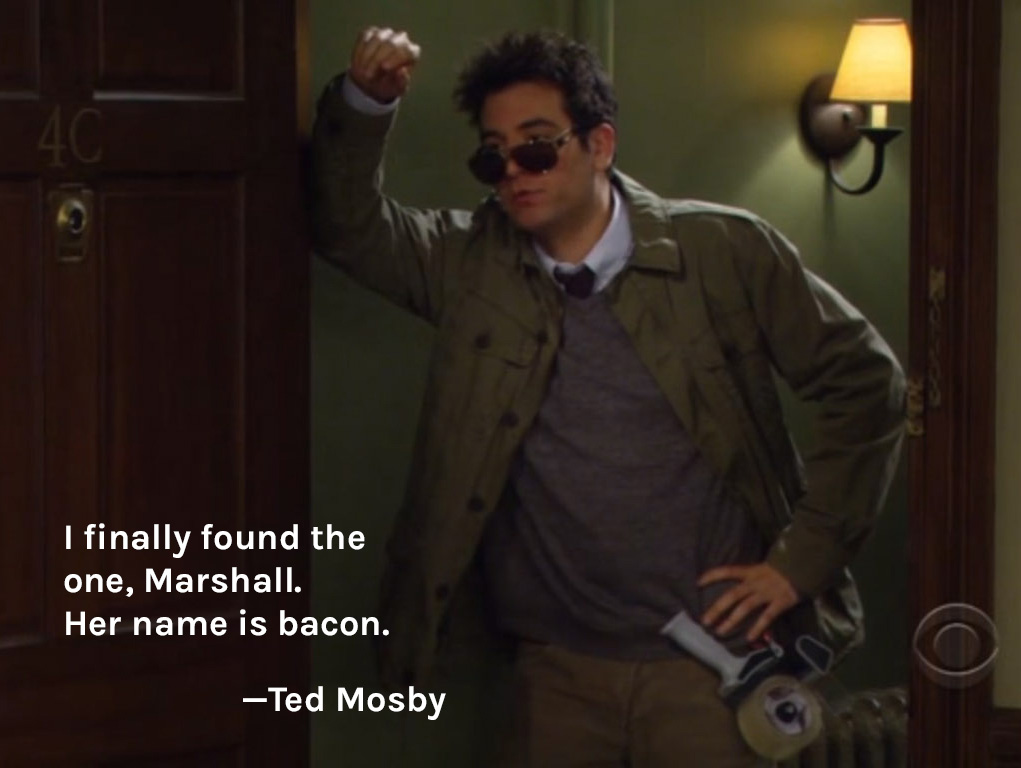 4C
I finally found the
one, Marshall.
Her name is bacon.
—Ted Mosby